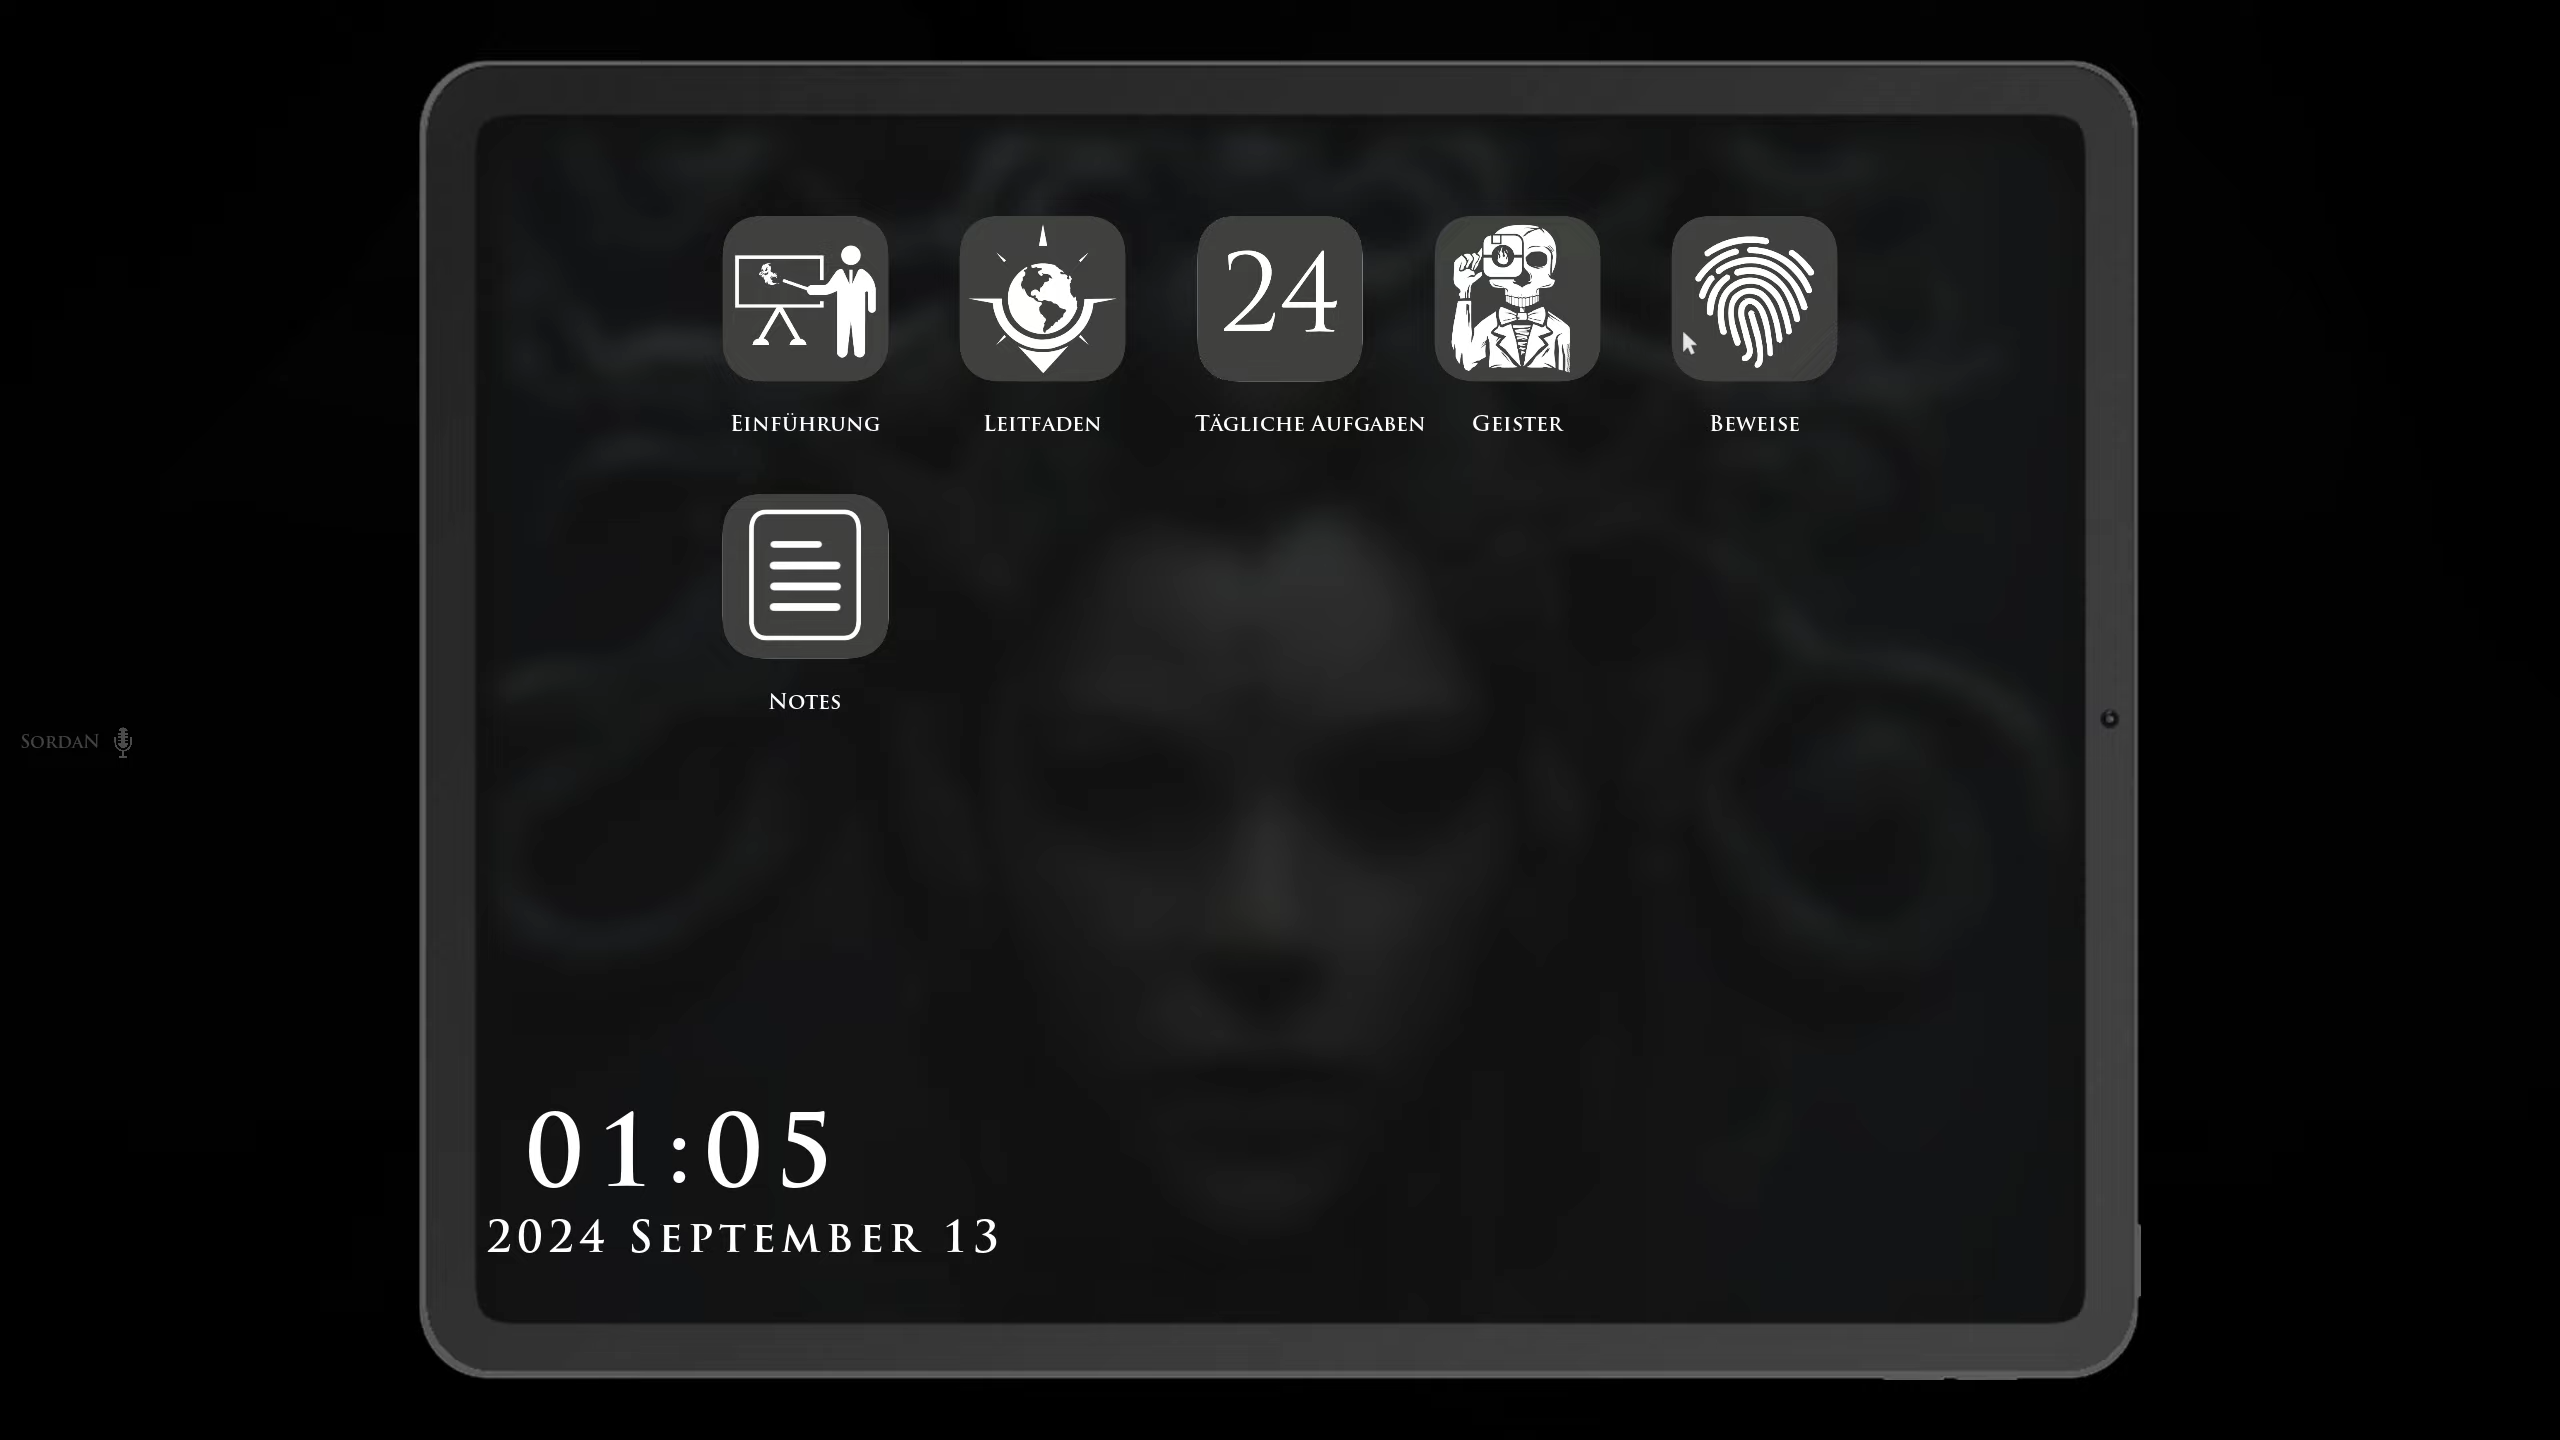 24
Einführung
Leitfaden
Tägliche Aufgaben
Geister
Beweise
Notes
SordaN
01:05
2024 September 13